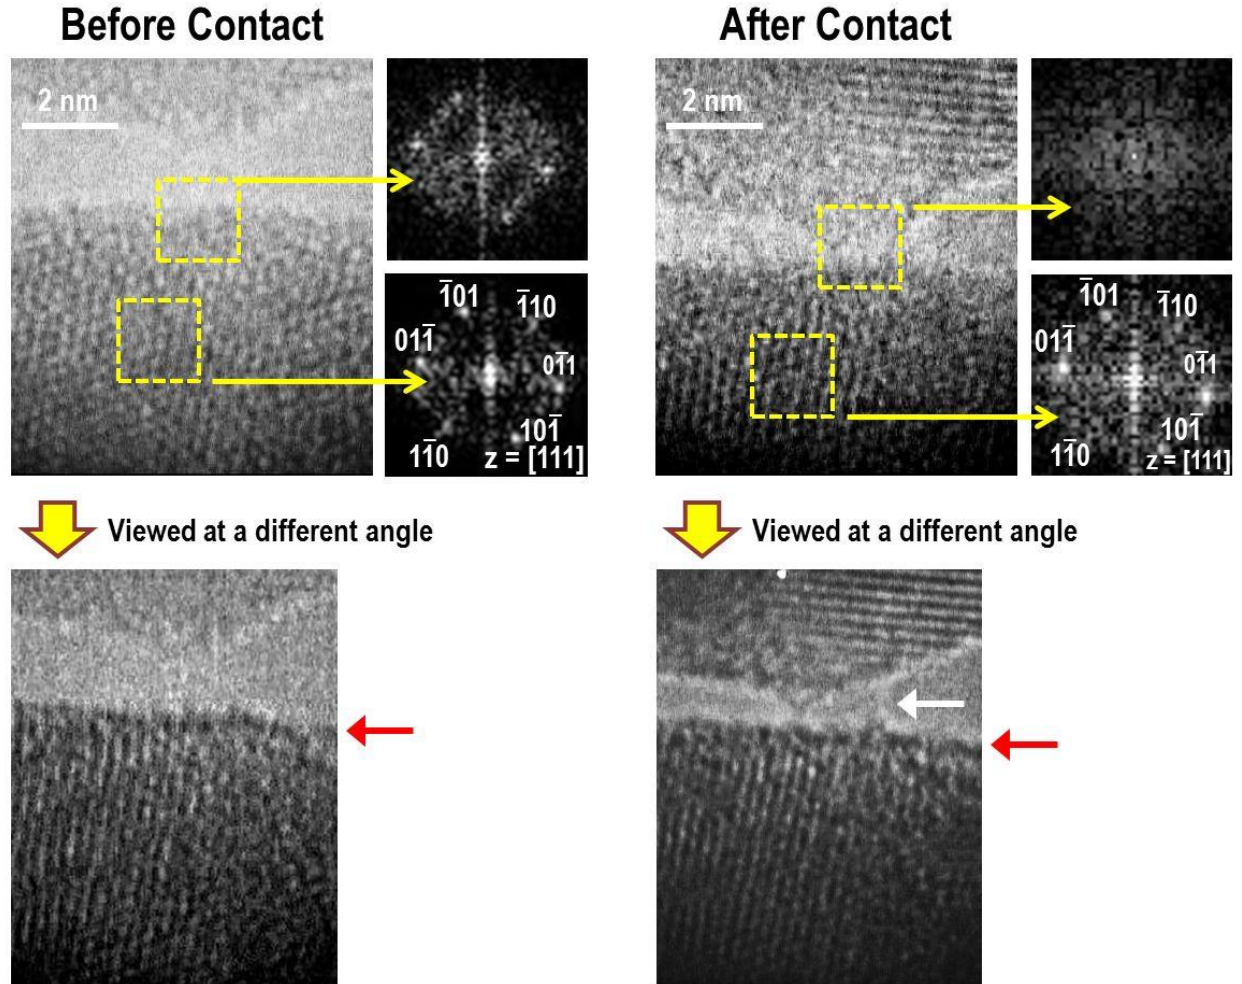 Before Contact
After Contact
2 nm
1̄01
1̄10
011̄
01̄1
11̄0
101̄
z = [111]
2 nm
1̄01
1̄10
011̄
01̄1
11̄0
101̄
z = [111]
Viewed at a different angle
Viewed at a different angle